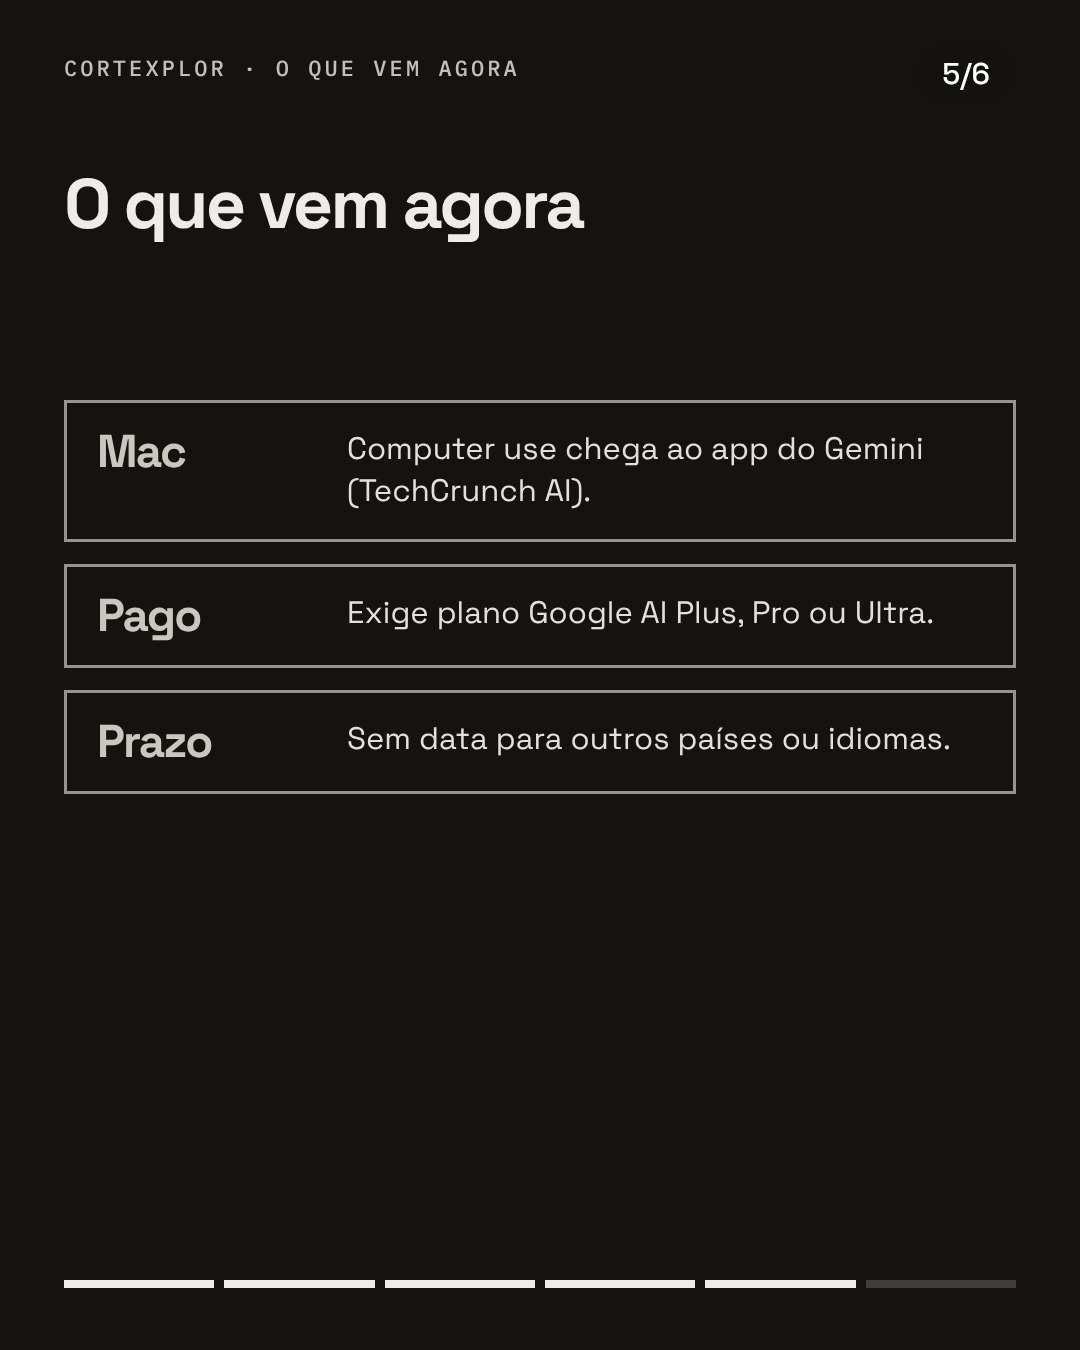 CORTEXPLOR · O QUE VEM AGORA
5/6
O que vem agora
Mac
Computer use chega ao app do Gemini
(TechCrunch AI).
Pago
Exige plano Google AI Plus, Pro ou Ultra.
Prazo
Sem data para outros países ou idiomas.